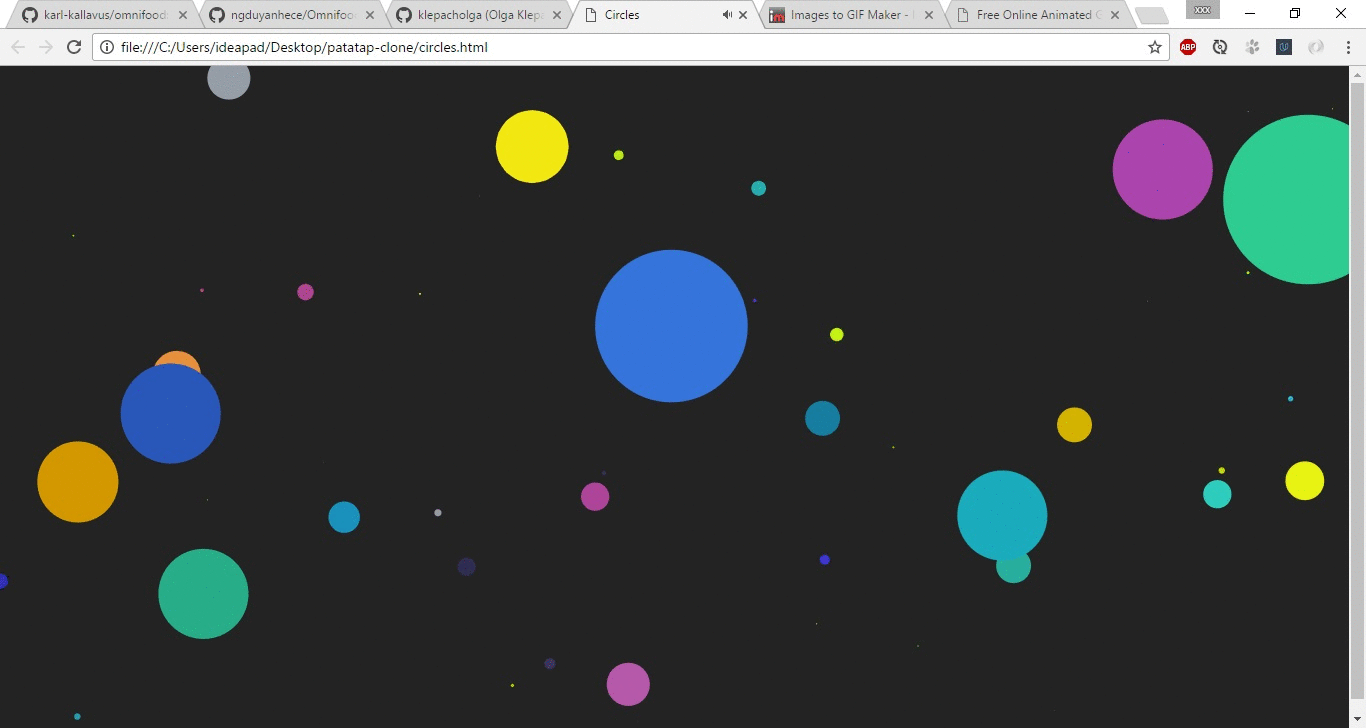 karl-kallavus/omnifood
ngduyanhece/Omnifoo
klepacholga (Olga Klep
Circles
Images to GIF Maker -
Free Online Animated G
XXX
file:///C:/Users/ideapad/Desktop/patatap-clone/circles.html
ABP